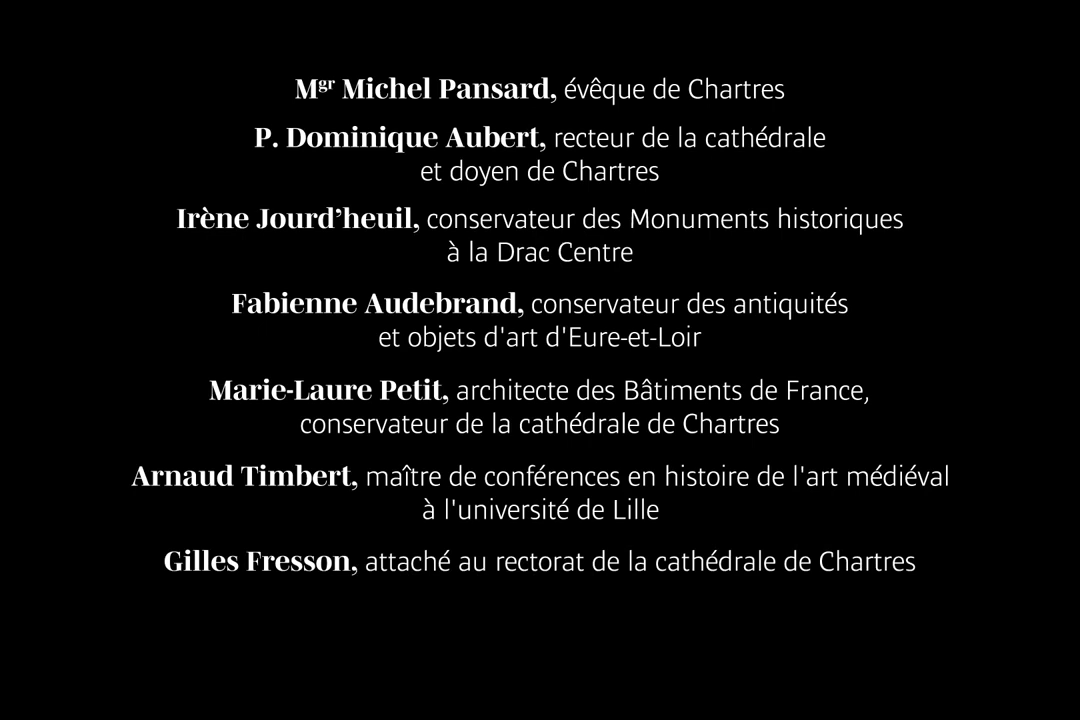 Mgr Michel Pansard, évêque de Chartres
P. Dominique Aubert, recteur de la cathédrale
et doyen de Chartres
Irène Jourd’heuil, conservateur des Monuments historiques
à la Drac Centre
Fabienne Audebrand, conservateur des antiquités
et objets d'art d'Eure-et-Loir
Marie-Laure Petit, architecte des Bâtiments de France,
conservateur de la cathédrale de Chartres
Arnaud Timbert, maître de conférences en histoire de l'art médiéval
à l'université de Lille
Gilles Fresson, attaché au rectorat de la cathédrale de Chartres